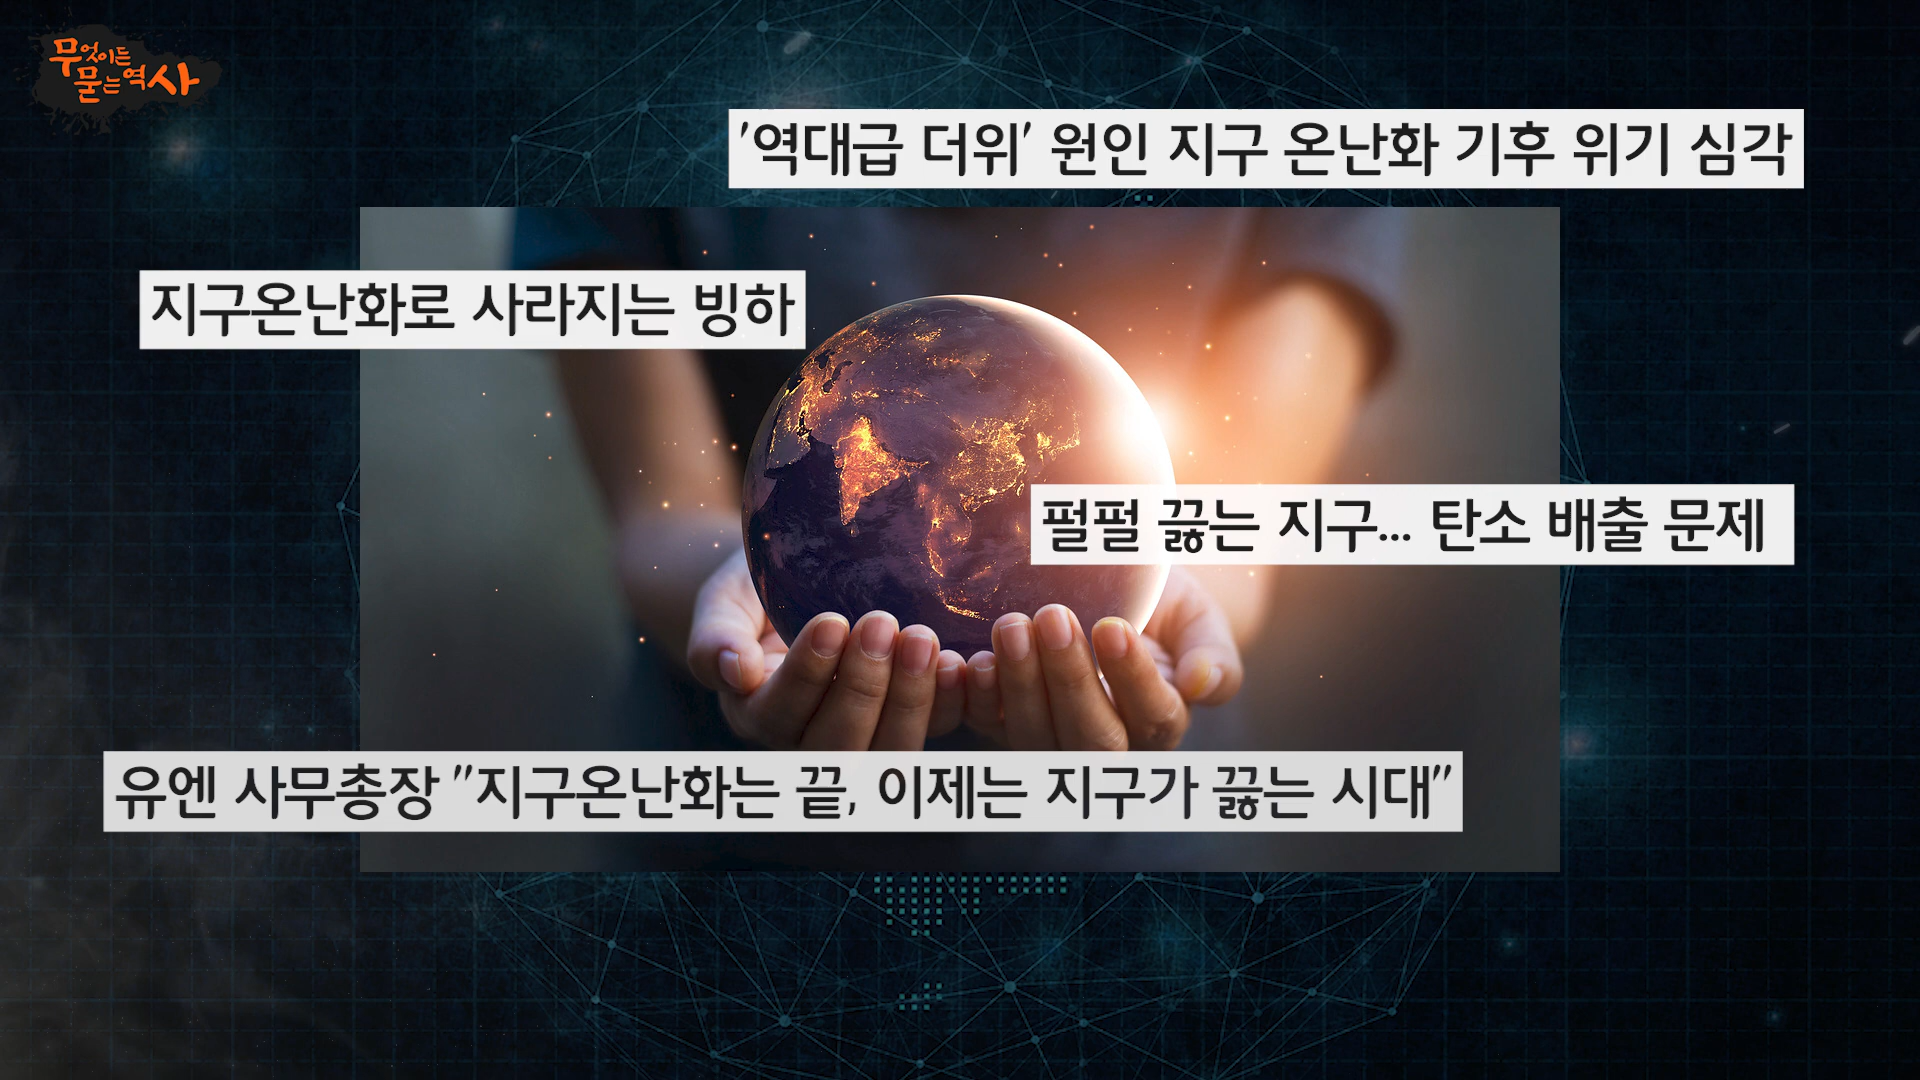 무엇이든
묻는 역사
'역대급 더위' 원인 지구 온난화 기후 위기 심각
지구온난화로 사라지는 빙하
펄펄 끓는 지구... 탄소 배출 문제
유엔 사무총장 "지구온난화는 끝, 이제는 지구가 끓는 시대"